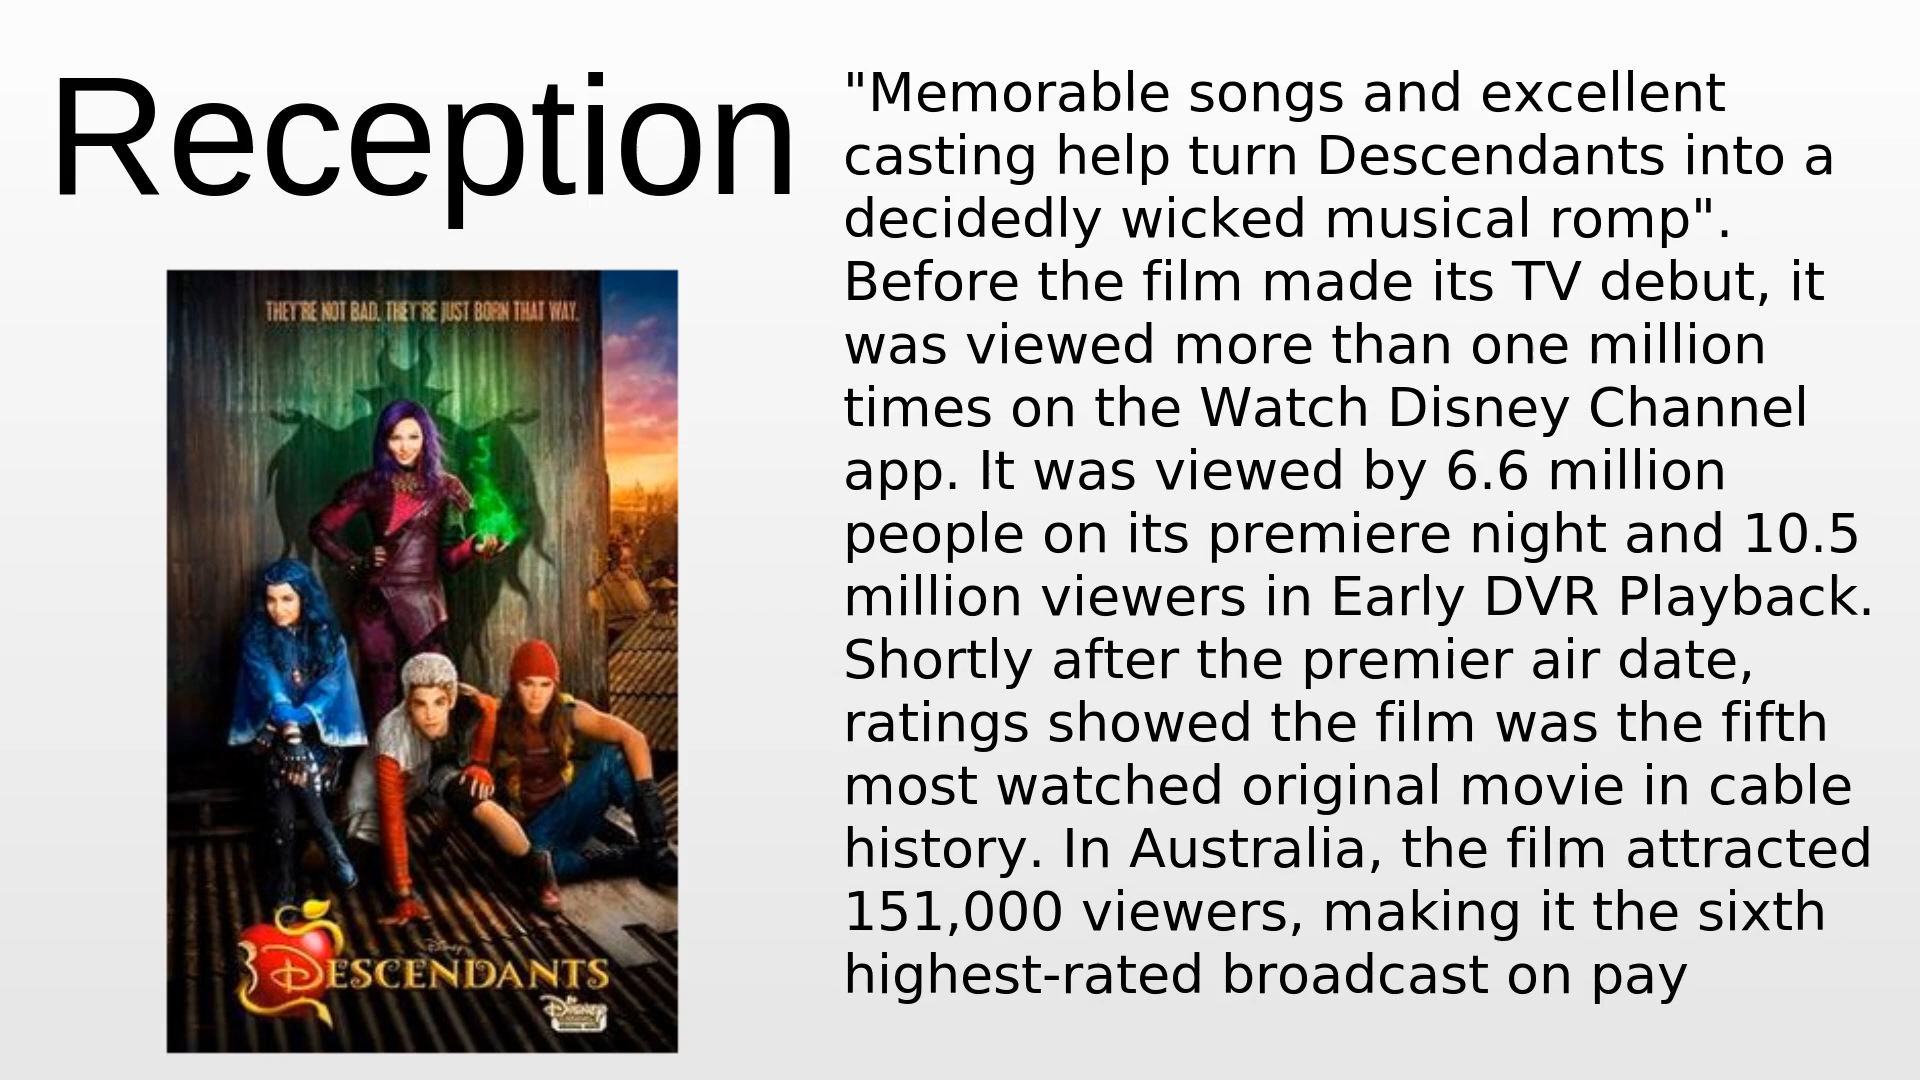 Reception
"Memorable songs and excellent
casting help turn Descendants into a
decidedly wicked musical romp".
Before the film made its TV debut, it
was viewed more than one million
times on the Watch Disney Channel
app. It was viewed by 6.6 million
people on its premiere night and 10.5
million viewers in Early DVR Playback.
Shortly after the premier air date,
ratings showed the film was the fifth
most watched original movie in cable
history. In Australia, the film attracted
151,000 viewers, making it the sixth
highest-rated broadcast on pay
THEY'RE NOT BAD, THEY'RE JUST BORN THAT WAY.
Disney
DESCENDANTS
Disney